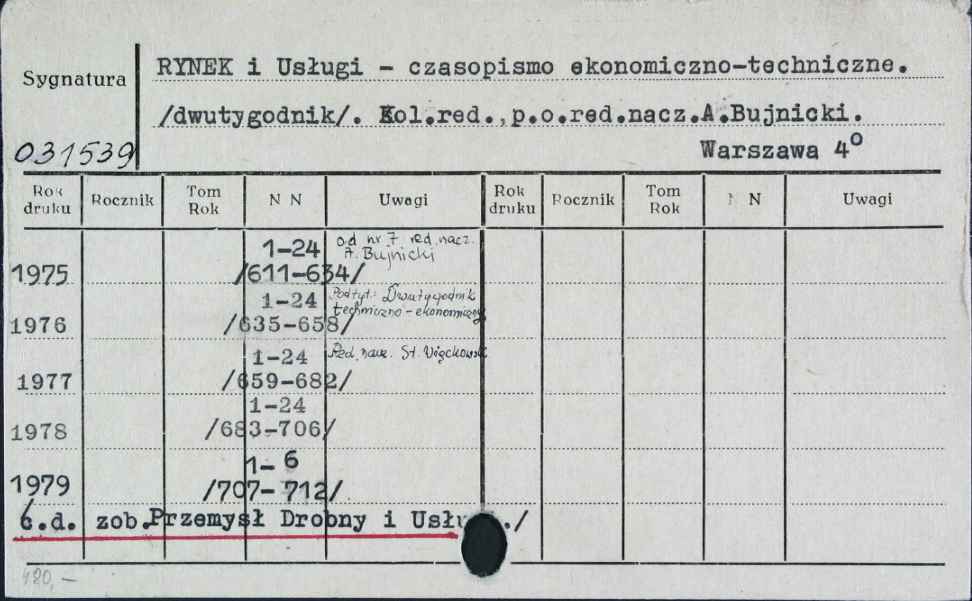 RYNEK i Usługi - czasopismo ekonomiczno-techniczne.
Sygnatura
/dwutygodnik/. Kol.red.,p.o.red.nacz.A.Bujnicki.
031539
Warszawa 4°
Rok druku Rocznik Tom Rok N N Uwagi Rok druku Rocznik Tom Rok N N Uwagi
1-24 od nr 7. red. nacz.
A. Bujnicki
1975 /611-634/
1-24 Podtyt.: Dwutygodnik
techniczno-ekonomiczny
1976 /635-658/
1-24 Red. nacz. St. Więckowski
1977 /659-682/
1-24
1978 /683-706/
1-6
1979 /707-712/
/c.d. zob.Przemysł Drobny i ./
420,-